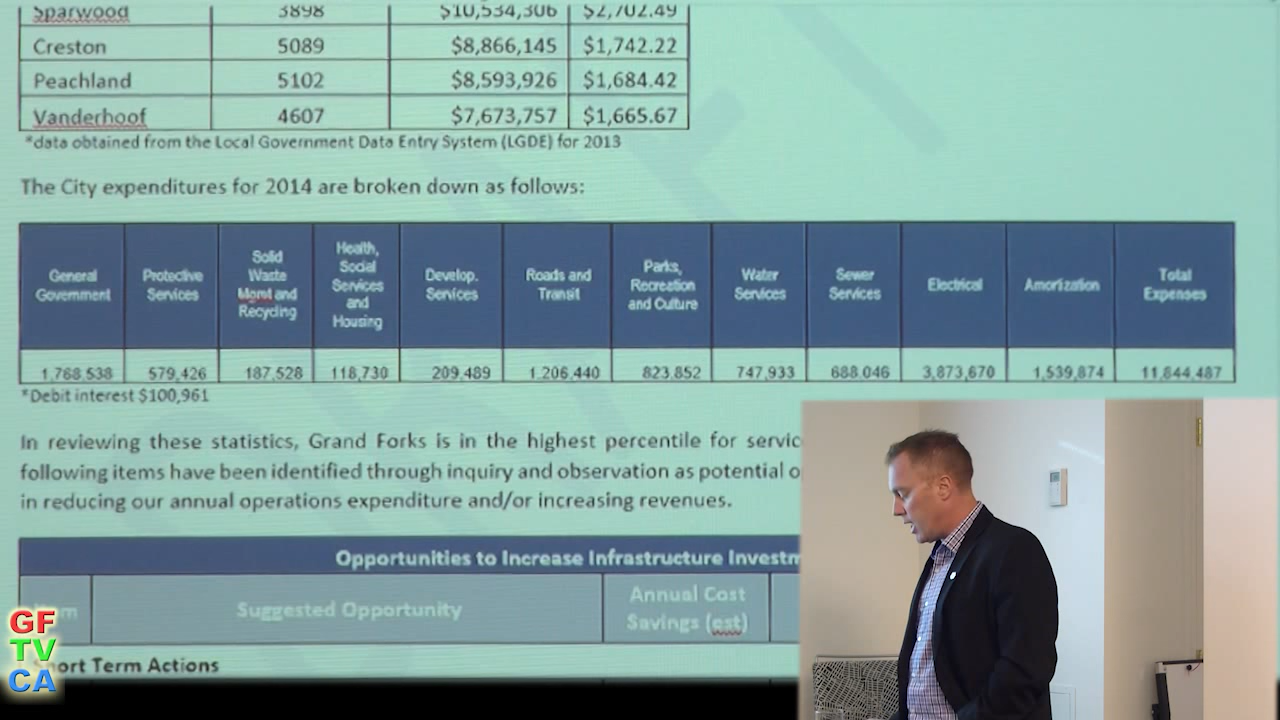 Sparwood 3898 $10,534,306 $2,702.49
Creston 5089 $8,866,145 $1,742.22
Peachland 5102 $8,593,926 $1,684.42
Vanderhoof 4607 $7,673,757 $1,665.67
*data obtained from the Local Government Data Entry System (LGDE) for 2013
The City expenditures for 2014 are broken down as follows:
General Government
Protective Services
Solid Waste Mgmt and Recycling
Health, Social Services and Housing
Develop. Services
Roads and Transit
Parks, Recreation and Culture
Water Services
Sewer Services
Electrical
Amortization
Total Expenses
1,768,538 579,426 187,528 118,730 209,489 1,206,440 823,852 747,933 688,046 3,873,670 1,539,874 11,844,487
*Debit interest $100,961
In reviewing these statistics, Grand Forks is in the highest percentile for servic
following items have been identified through inquiry and observation as potential o
in reducing our annual operations expenditure and/or increasing revenues.
Opportunities to Increase Infrastructure Investm
Suggested Opportunity
Annual Cost
Savings (est)
Short Term Actions
GF
TV
CA